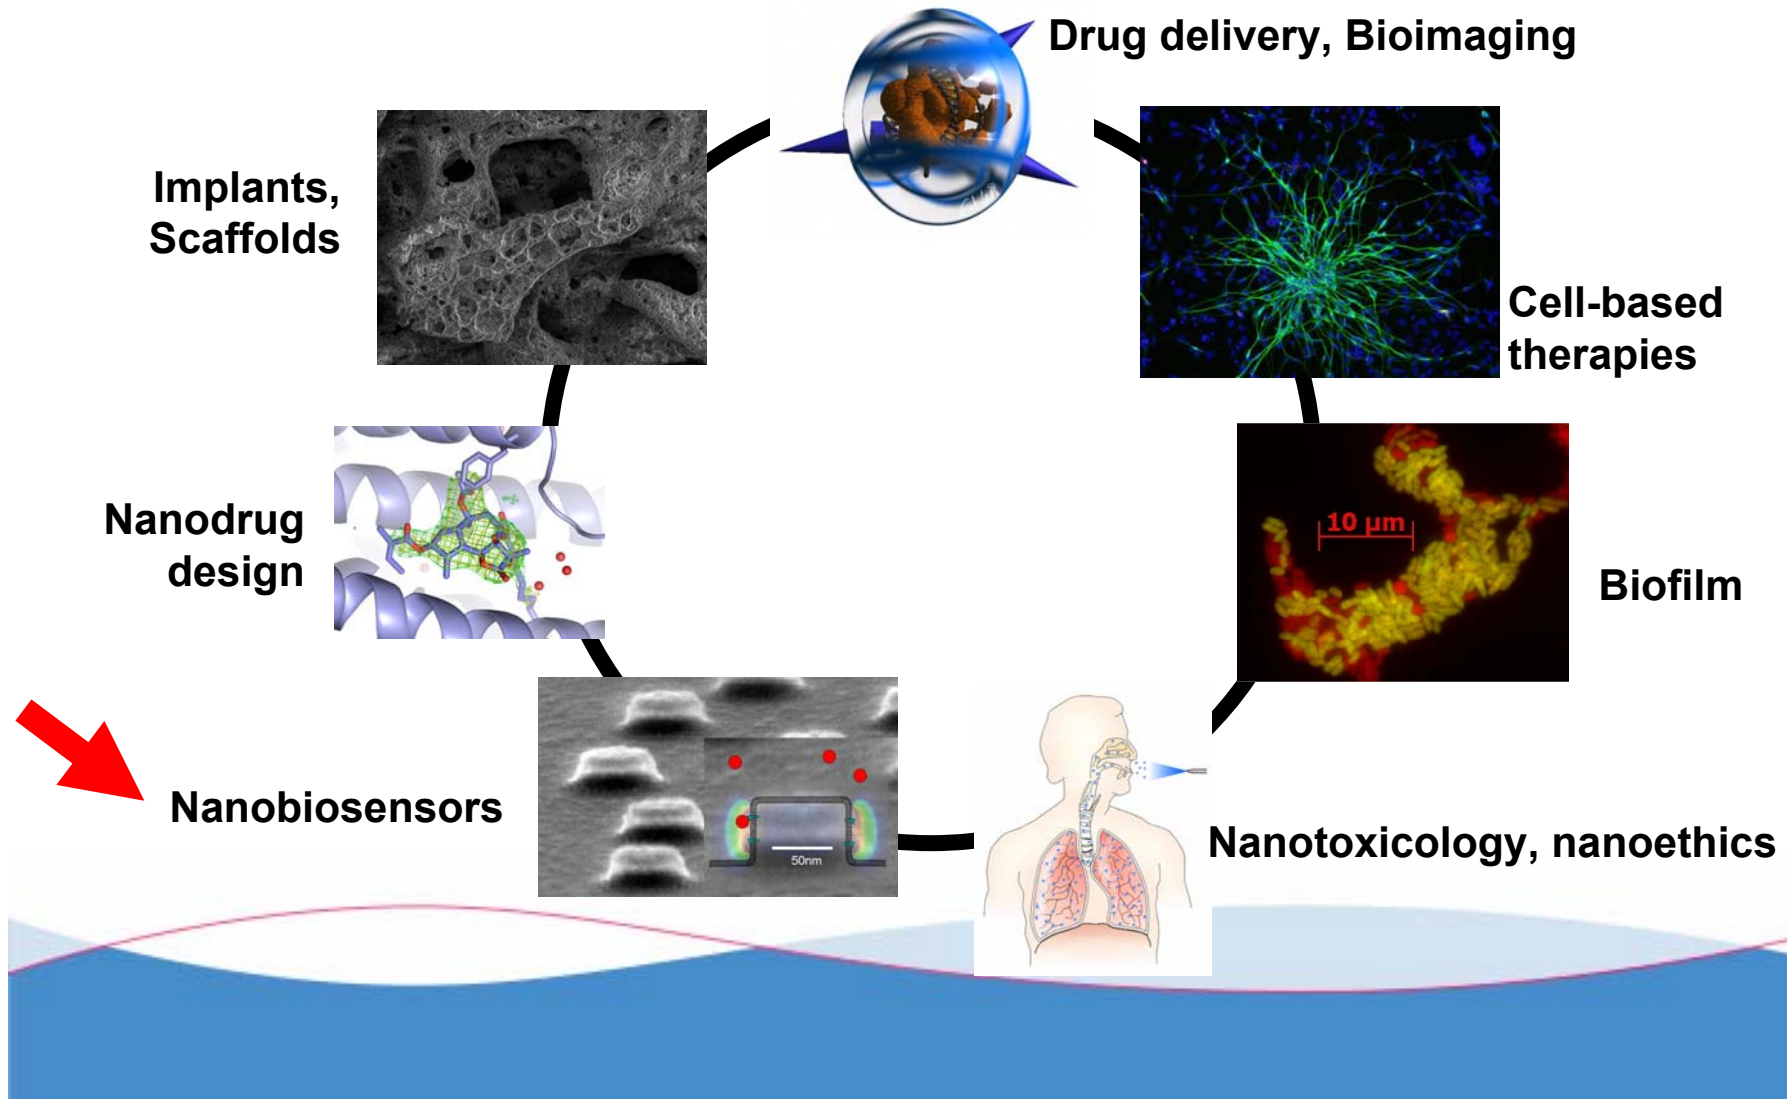 Drug delivery, Bioimaging
Implants,
Scaffolds
Cell-based
therapies
Nanodrug
design
10 µm
Biofilm
Nanobiosensors
50nm
Nanotoxicology, nanoethics